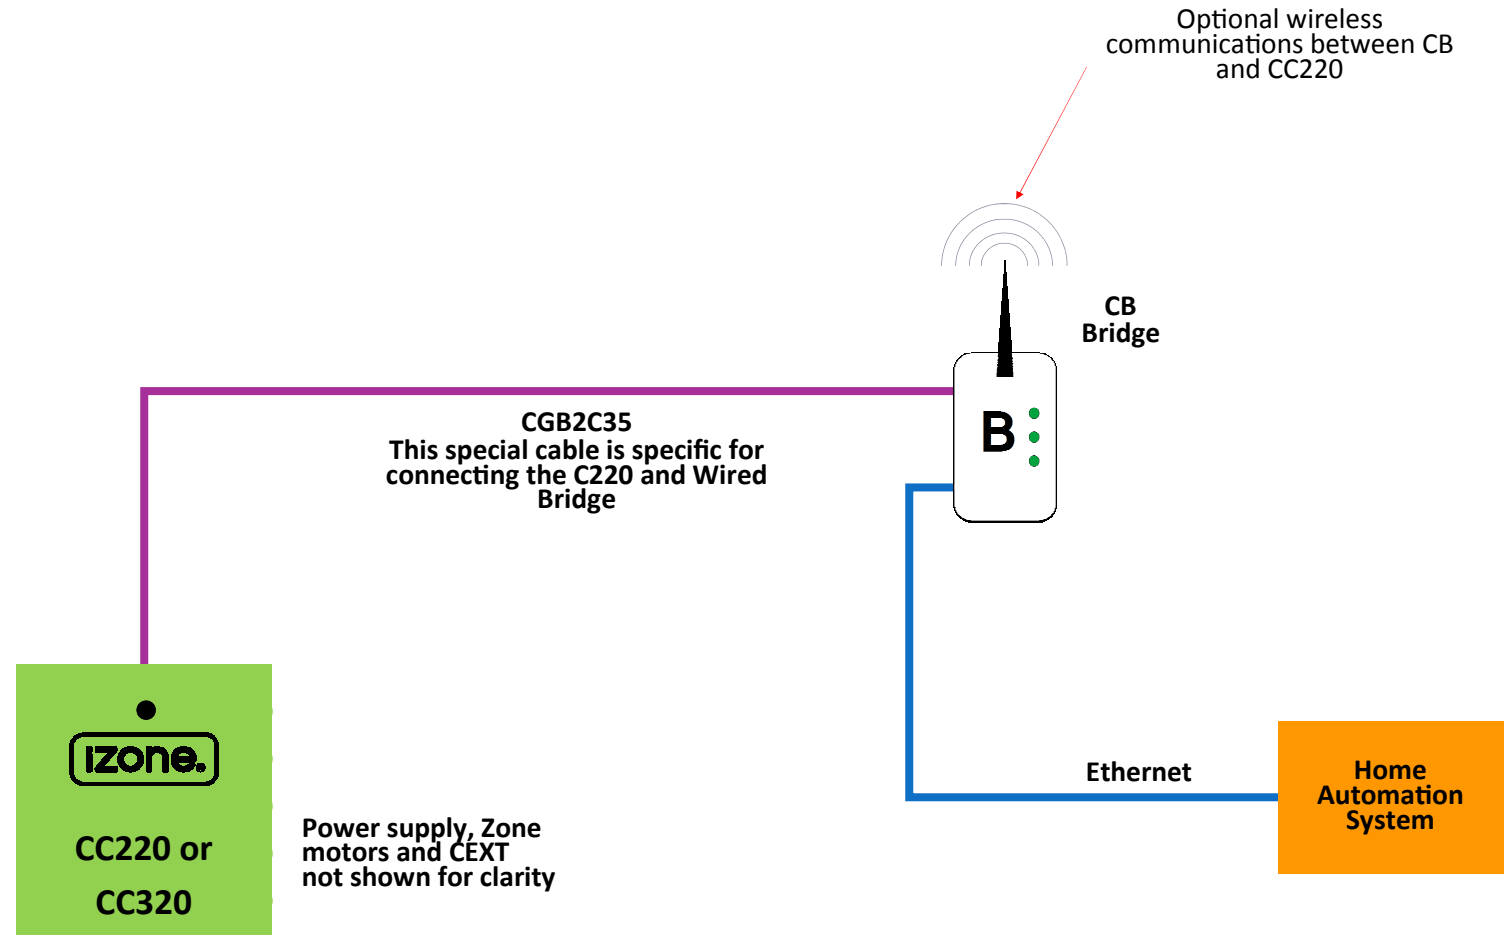 Optional wireless
communications between CB
and CC220
CB
Bridge
B
CGB2C35
This special cable is specific for
connecting the C220 and Wired
Bridge
izone.
CC220 or
CC320
Power supply, Zone
motors and CEXT
not shown for clarity
Ethernet
Home
Automation
System